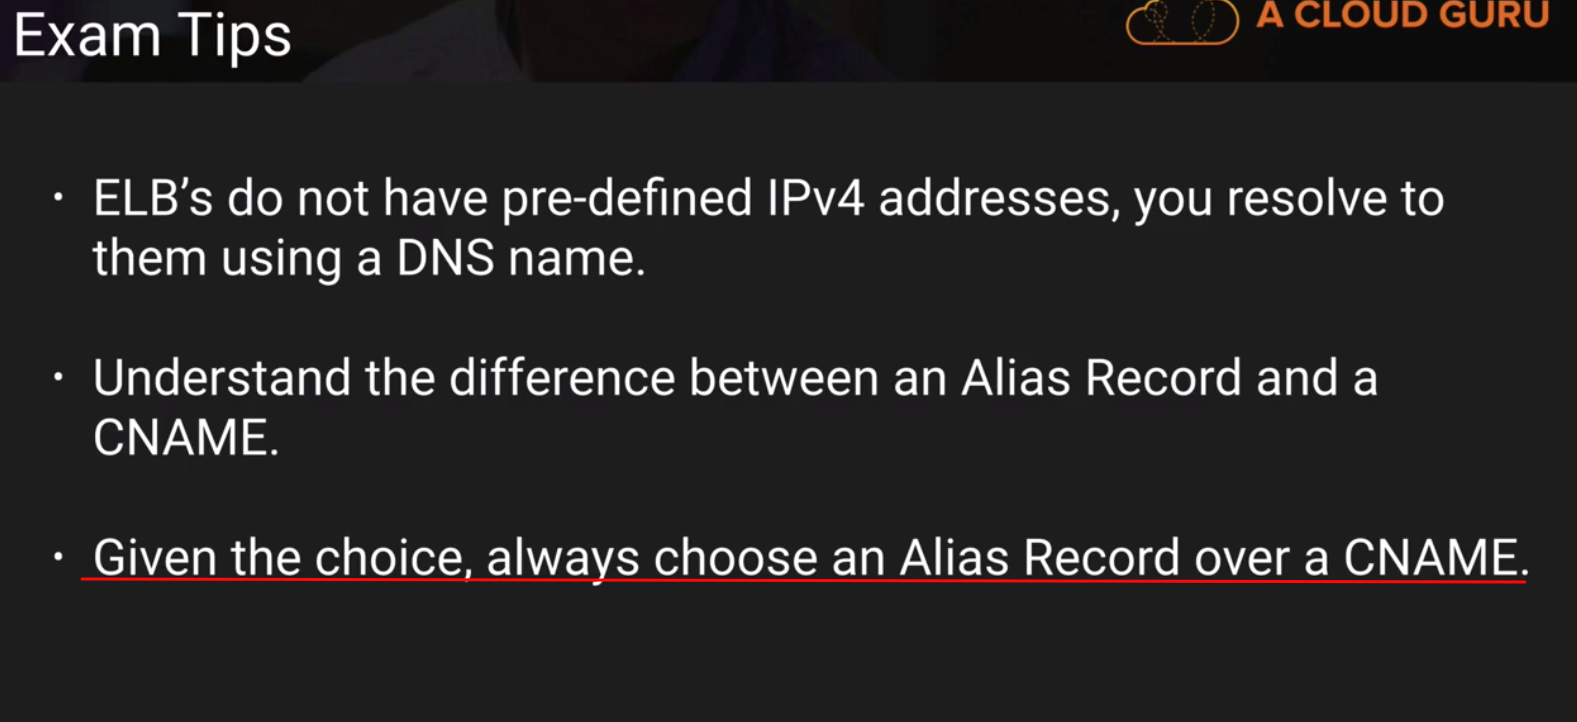 Exam Tips
A CLOUD GURU
· ELB’s do not have pre-defined IPv4 addresses, you resolve to
them using a DNS name.
· Understand the difference between an Alias Record and a
CNAME.
· Given the choice, always choose an Alias Record over a CNAME.